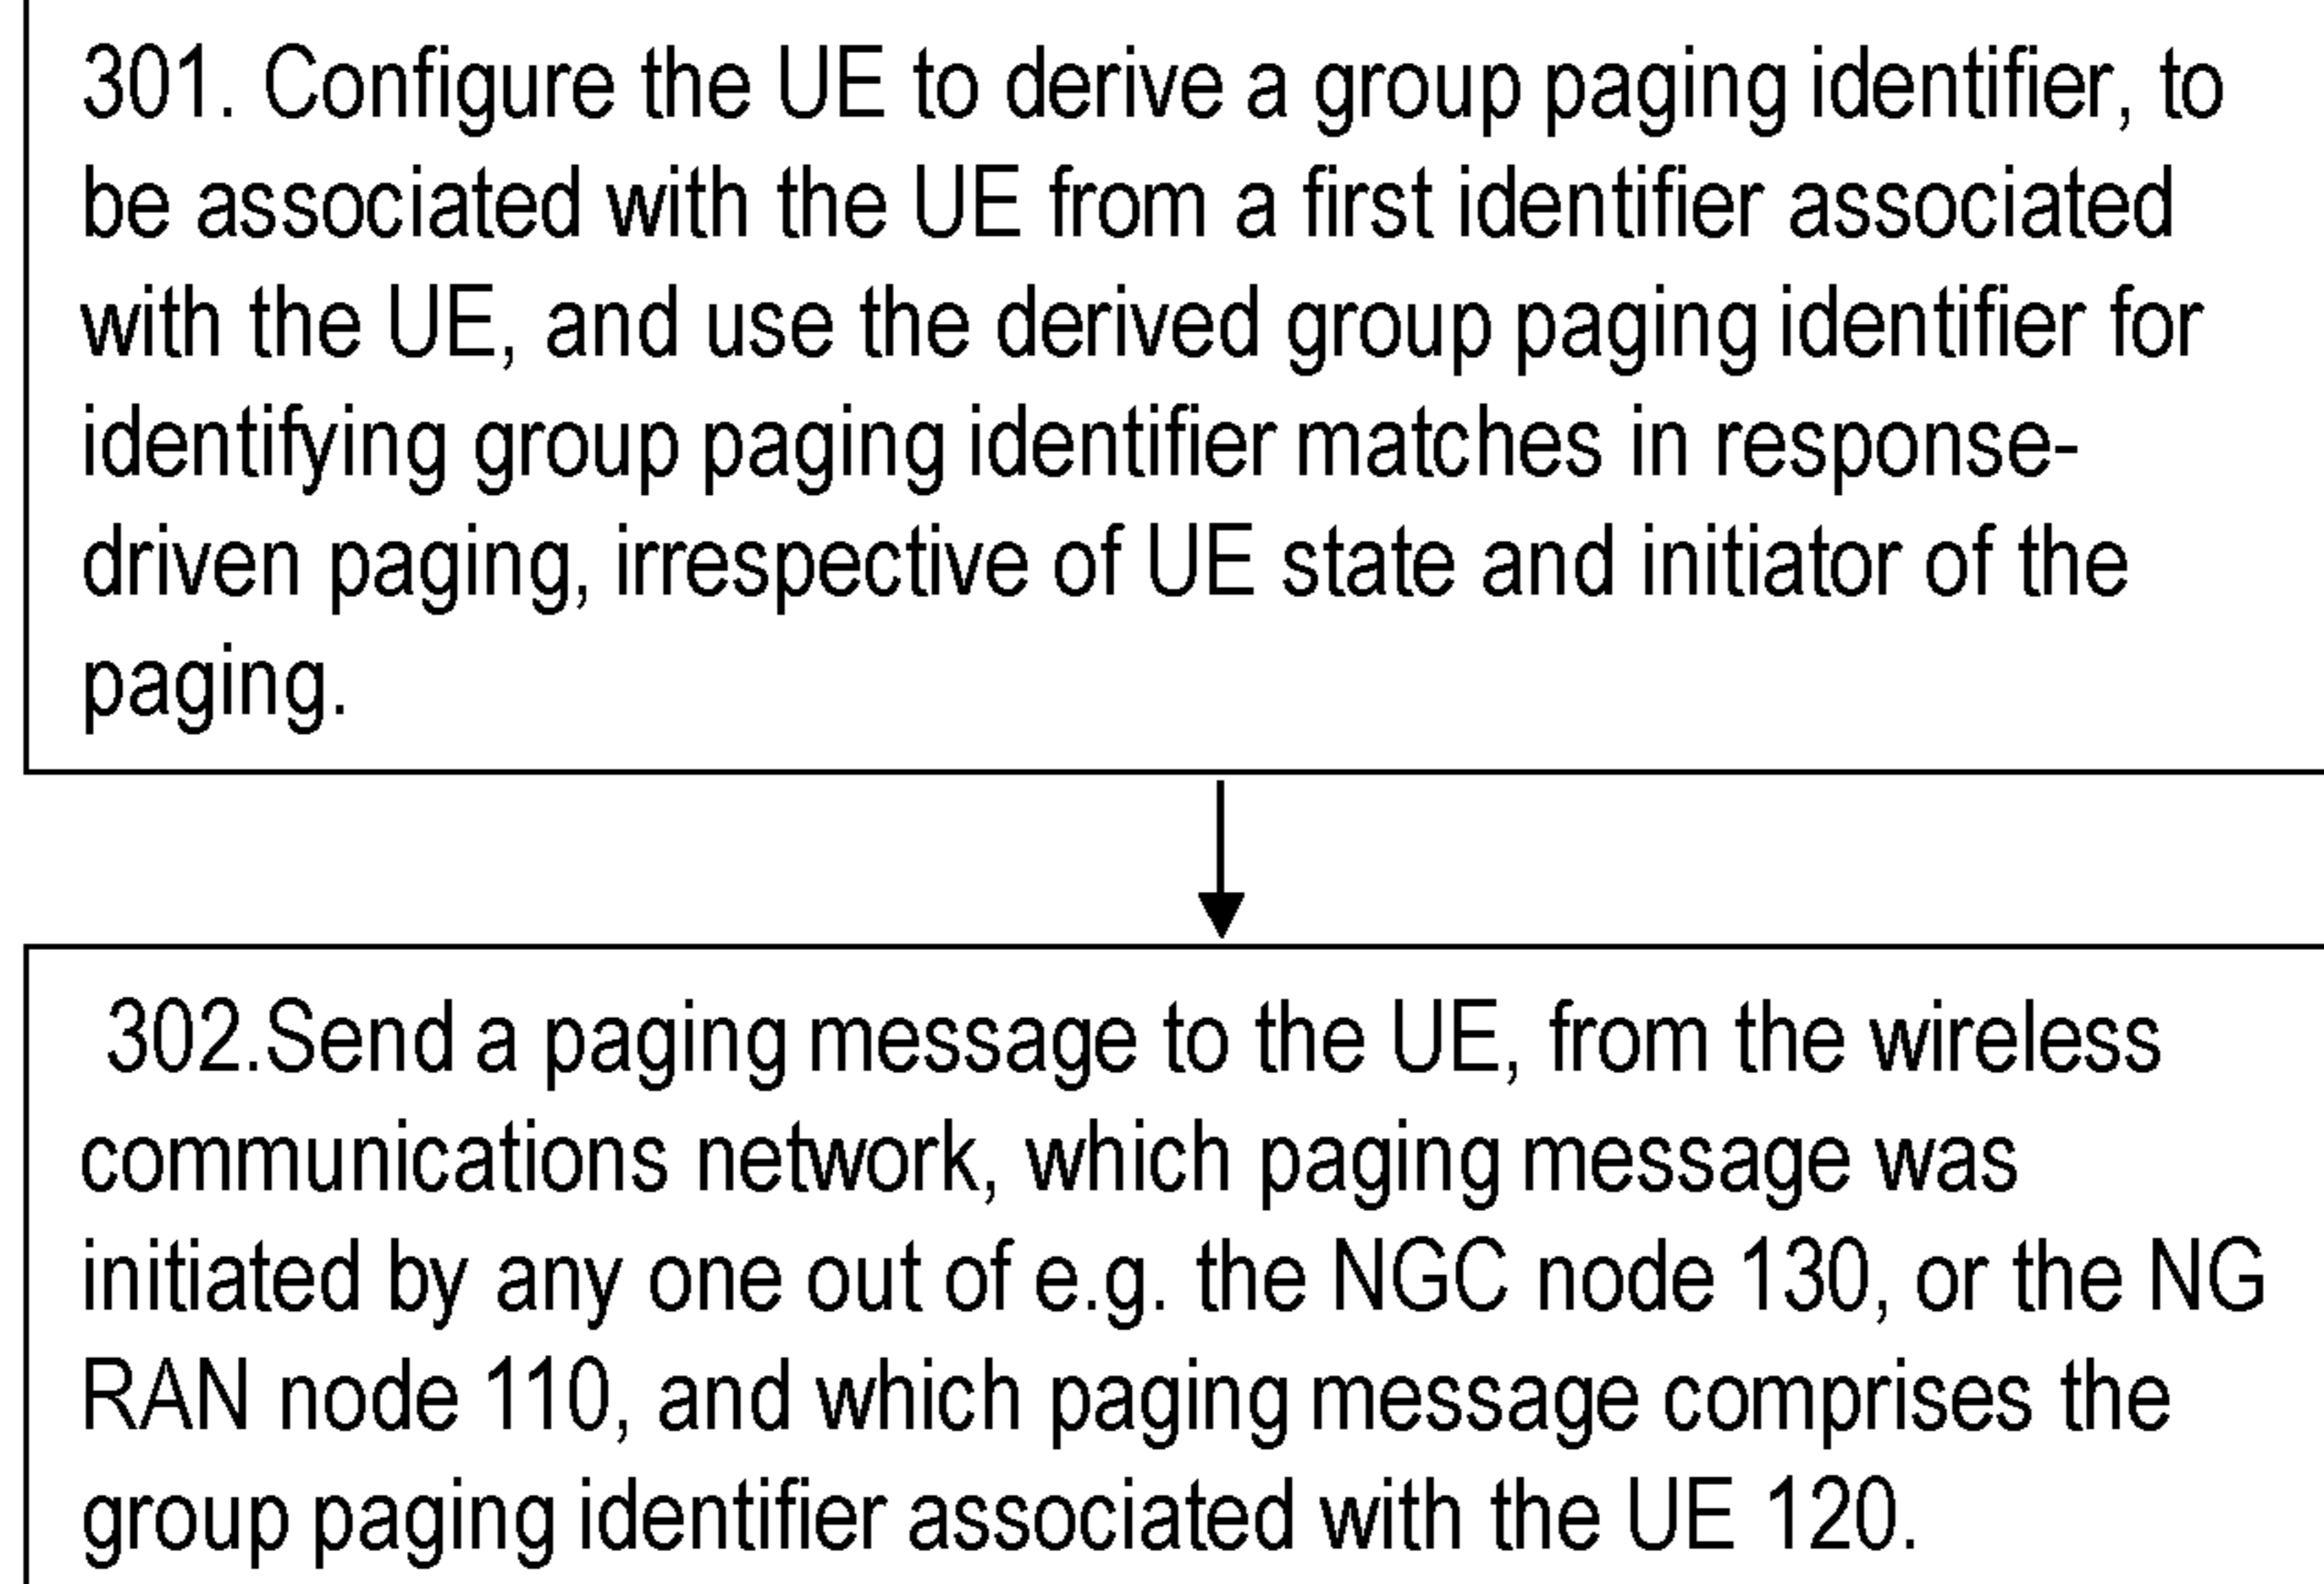 301. Configure the UE to derive a group paging identifier, to
be associated with the UE from a first identifier associated
with the UE, and use the derived group paging identifier for
identifying group paging identifier matches in response-
driven paging, irrespective of UE state and initiator of the
paging.
302.Send a paging message to the UE, from the wireless
communications network, which paging message was
initiated by any one out of e.g. the NGC node 130, or the NG
RAN node 110, and which paging message comprises the
group paging identifier associated with the UE 120.